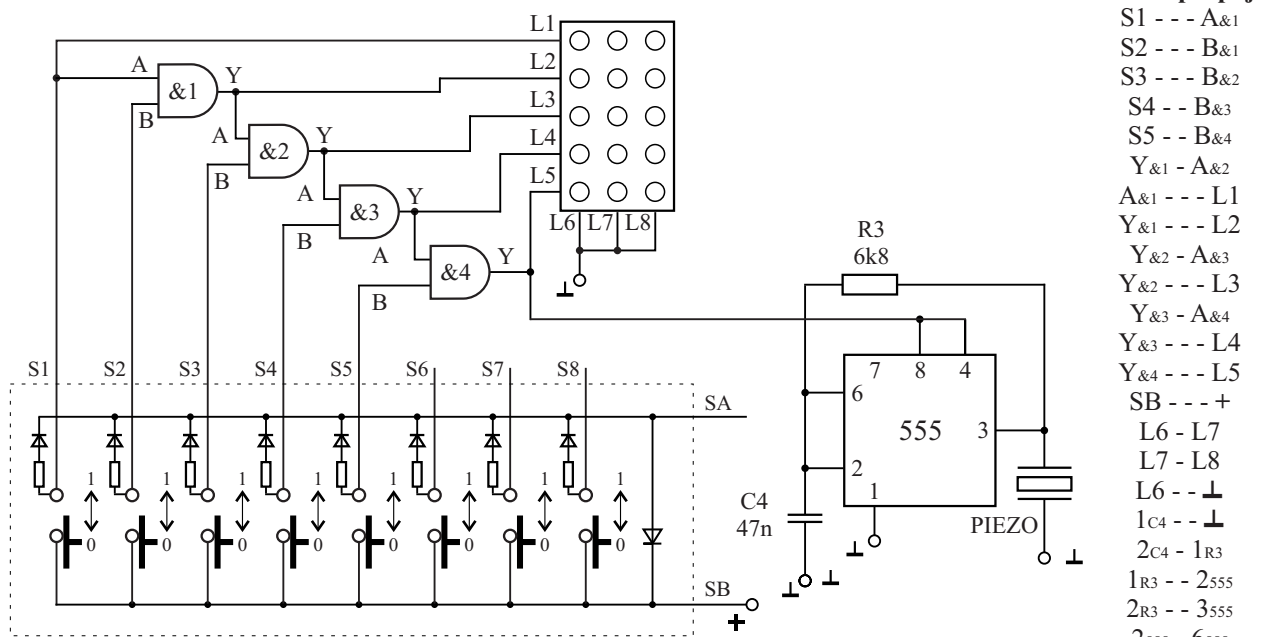 L1
L2
L3
L4
L5
L6 L7 L8
A
B
&1
Y
A
B
&2
Y
A
B
&3
Y
A
B
&4
Y
R3
6k8
7 8 4
6
555
3
2
1
C4
47n
PIEZO
S1 S2 S3 S4 S5 S6 S7 S8
SA
1 1 1 1 1 1 1 1
0 0 0 0 0 0 0 0
SB
+
S1 - - - A&1
S2 - - - B&1
S3 - - - B&2
S4 - - B&3
S5 - - B&4
Y&1 - A&2
A&1 - - - L1
Y&1 - - - L2
Y&2 - A&3
Y&2 - - - L3
Y&3 - A&4
Y&3 - - - L4
Y&4 - - - L5
SB - - - +
L6 - L7
L7 - L8
L6 - - ⊥
1C4 - - ⊥
2C4 - 1R3
1R3 - - 2555
2R3 - - 3555